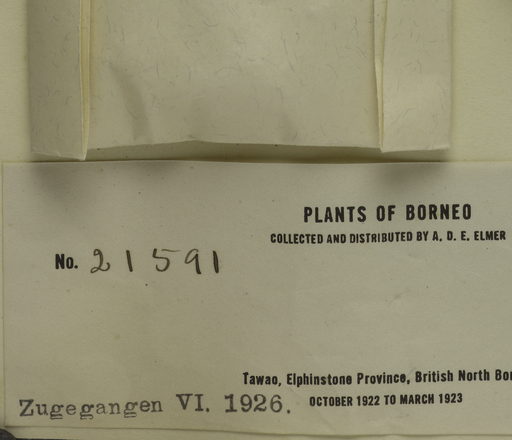 PLANTS OF BORNEO
COLLECTED AND DISTRIBUTED BY A. D. E. ELMER
No. 21591
Tawao, Elphinstone Province, British North Bor
OCTOBER 1922 TO MARCH 1923
Zugegangen VI. 1926.